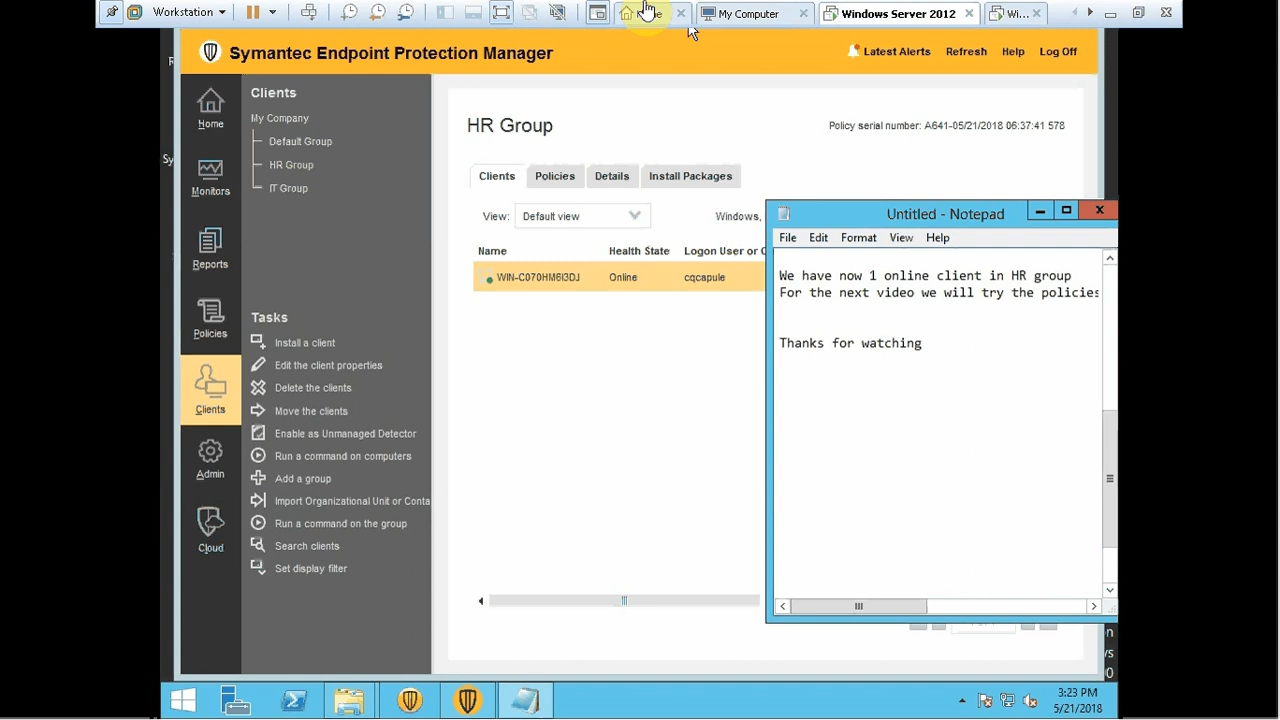 Workstation
My Computer
Windows Server 2012
Wi...
Symantec Endpoint Protection Manager
Latest Alerts
Refresh
Help
Log Off
Home
Monitors
Reports
Policies
Clients
Admin
Cloud
Clients
My Company
Default Group
HR Group
IT Group
Tasks
Install a client
Edit the client properties
Delete the clients
Move the clients
Enable as Unmanaged Detector
Run a command on computers
Add a group
Import Organizational Unit or Conta
Run a command on the group
Search clients
Set display filter
HR Group
Policy serial number: A641-05/21/2018 06:37:41 578
Clients
Policies
Details
Install Packages
View:
Default view
Windows,
Name
Health State
Logon User or C
Online
cqcapule
Untitled - Notepad
File
Edit
Format
View
Help
We have now 1 online client in HR group
For the next video we will try the policies
Thanks for watching
3:23 PM
5/21/2018